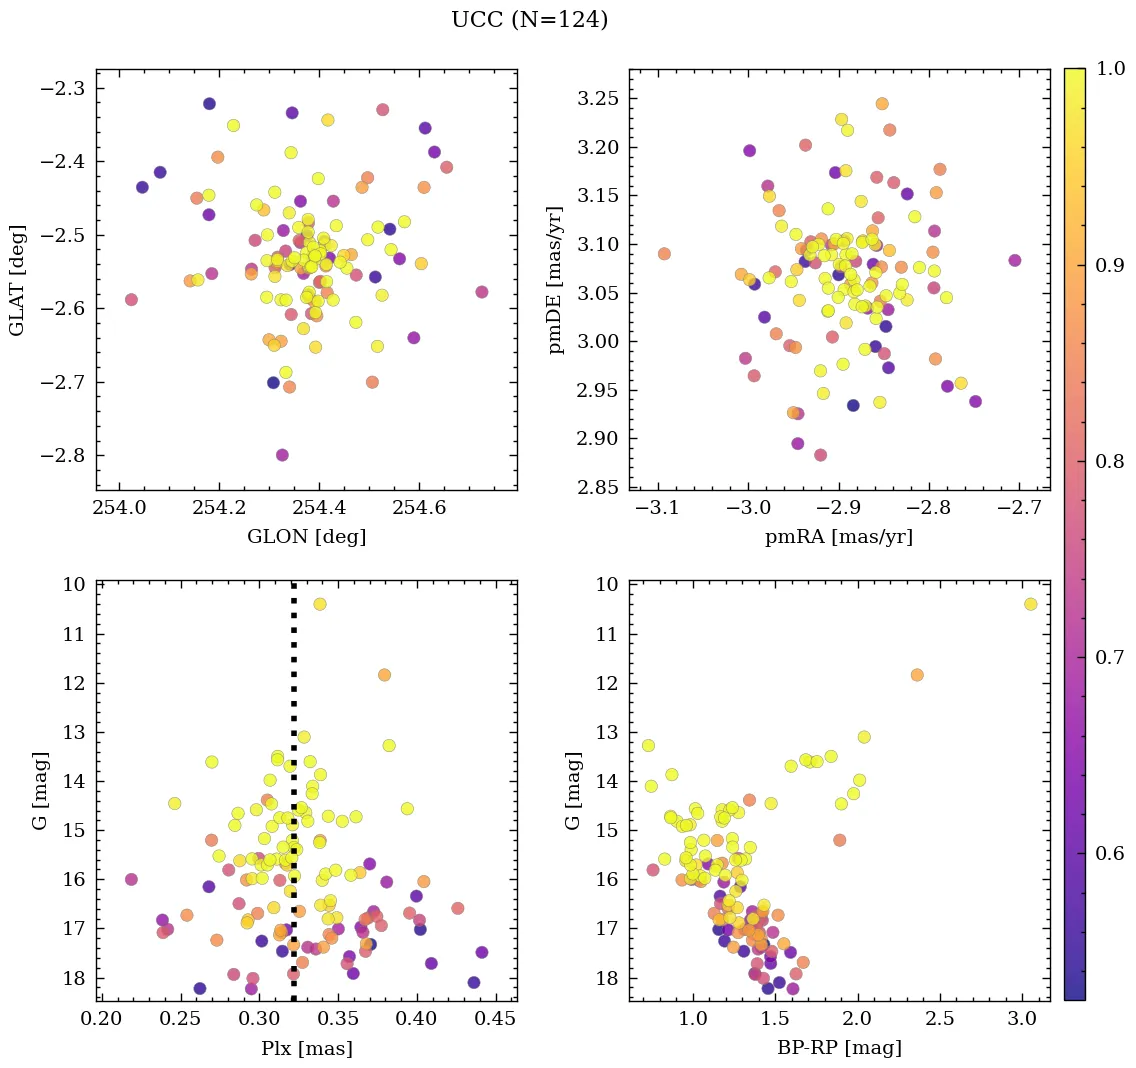 UCC (N=124)
−2.3
−2.4
−2.5
−2.6
−2.7
−2.8
GLAT [deg]
254.0 254.2 254.4 254.6
GLON [deg]
3.25
3.20
3.15
3.10
3.05
3.00
2.95
2.90
2.85
pmDE [mas/yr]
−3.1 −3.0 −2.9 −2.8 −2.7
pmRA [mas/yr]
10
11
12
13
14
15
16
17
18
G [mag]
0.20 0.25 0.30 0.35 0.40 0.45
Plx [mas]
10
11
12
13
14
15
16
17
18
G [mag]
1.0 1.5 2.0 2.5 3.0
BP-RP [mag]
1.0
0.9
0.8
0.7
0.6